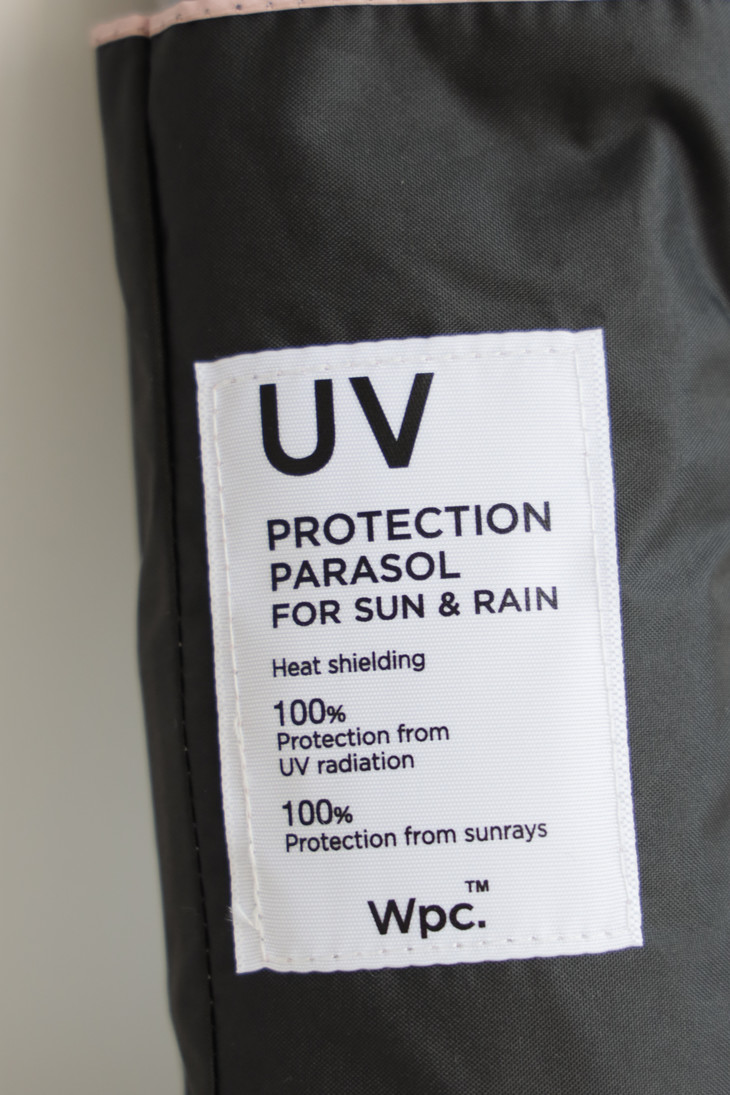 UV
PROTECTION
PARASOL
FOR SUN & RAIN
Heat shielding
100%
Protection from
UV radiation
100%
Protection from sunrays
Wpc.™